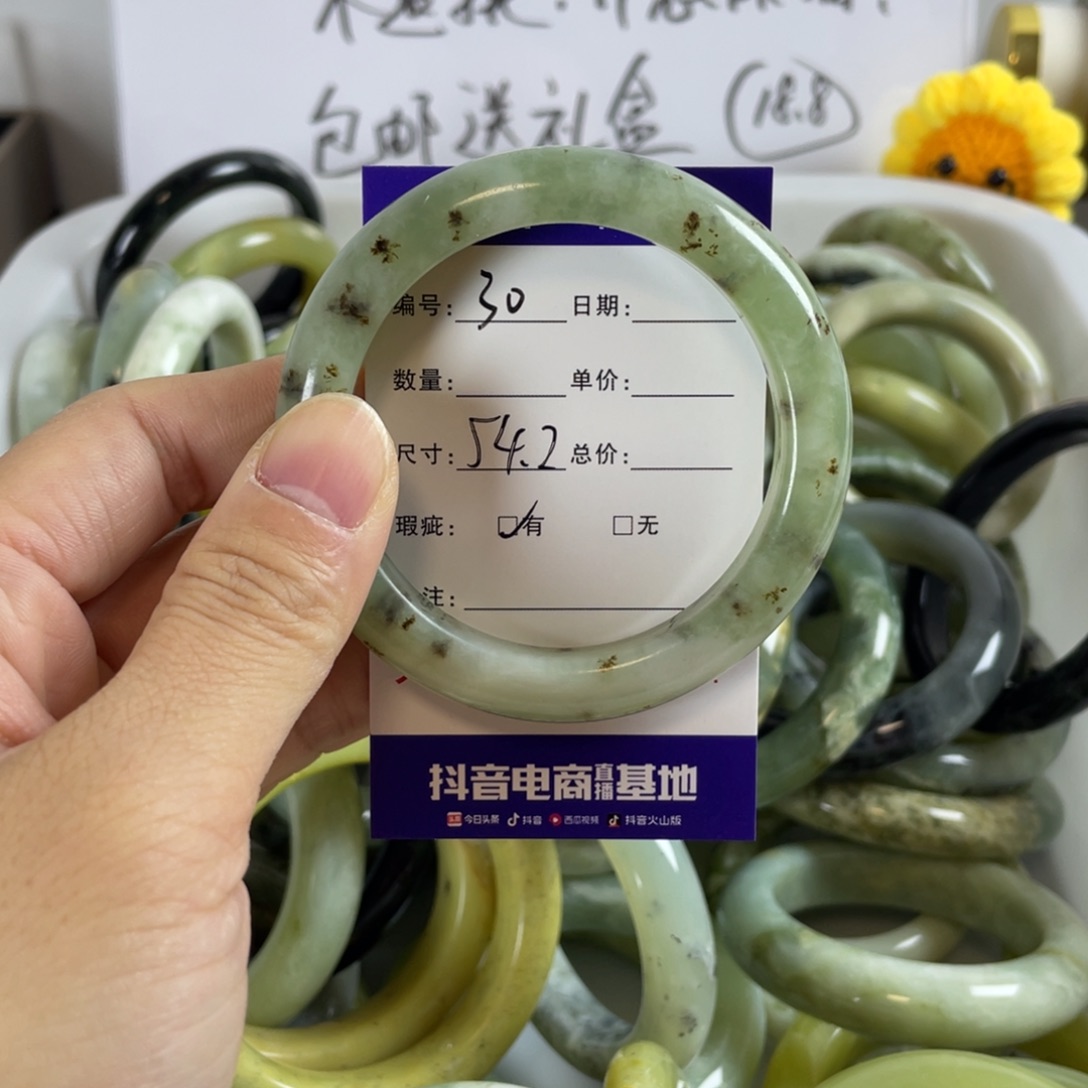 包邮送礼盒 (18.8)
编号: 30 日期:
数量: 单价:
尺寸: 54.2 总价:
瑕疵: ☑有 □无
注:
抖音电商直播基地
头条 今日头条 抖音 西瓜视频 抖音火山版